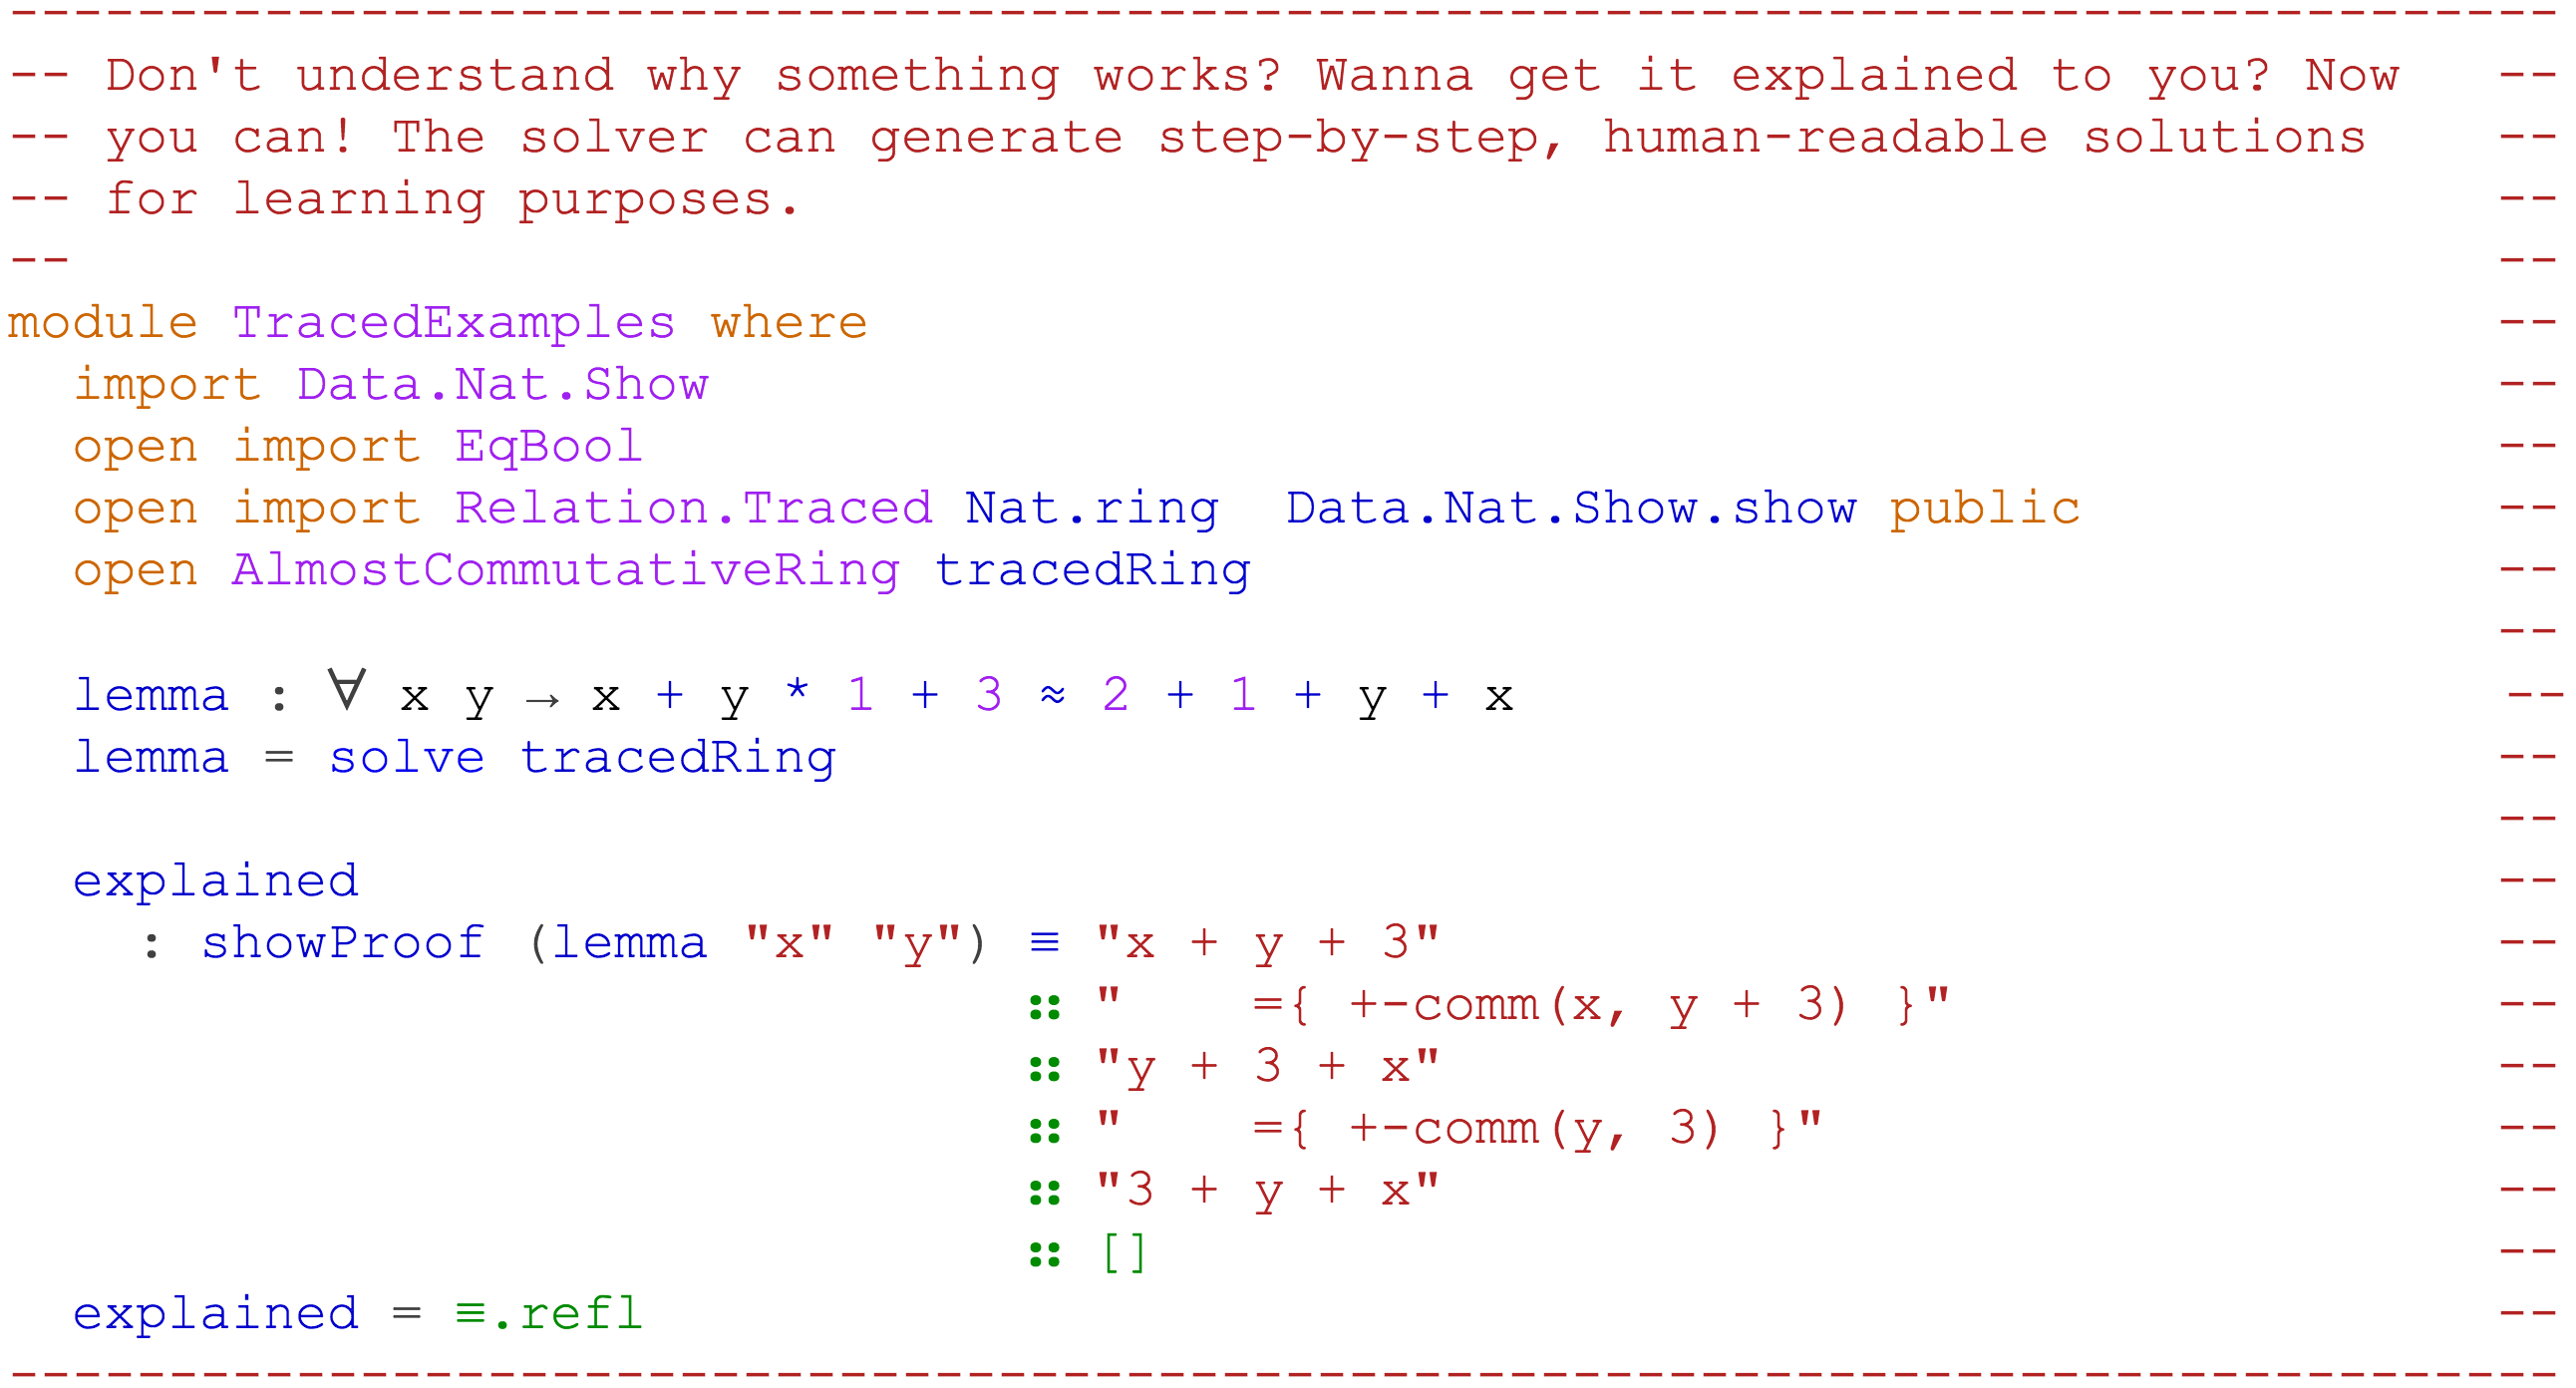 --------------------------------------------------------------------------------
-- Don't understand why something works? Wanna get it explained to you? Now   --
-- you can! The solver can generate step-by-step, human-readable solutions    --
-- for learning purposes.                                                     --
--                                                                            --
module TracedExamples where                                                   --
  import Data.Nat.Show                                                        --
  open import EqBool                                                          --
  open import Relation.Traced Nat.ring  Data.Nat.Show.show public             --
  open AlmostCommutativeRing tracedRing                                       --
                                                                              --
  lemma : ∀ x y → x + y * 1 + 3 ≈ 2 + 1 + y + x                               --
  lemma = solve tracedRing                                                    --
                                                                              --
  explained                                                                   --
    : showProof (lemma "x" "y") ≡ "x + y + 3"                                 --
                                ∷ "    ={ +-comm(x, y + 3) }"                 --
                                ∷ "y + 3 + x"                                 --
                                ∷ "    ={ +-comm(y, 3) }"                     --
                                ∷ "3 + y + x"                                 --
                                ∷ []                                          --
  explained = ≡.refl                                                          --
--------------------------------------------------------------------------------